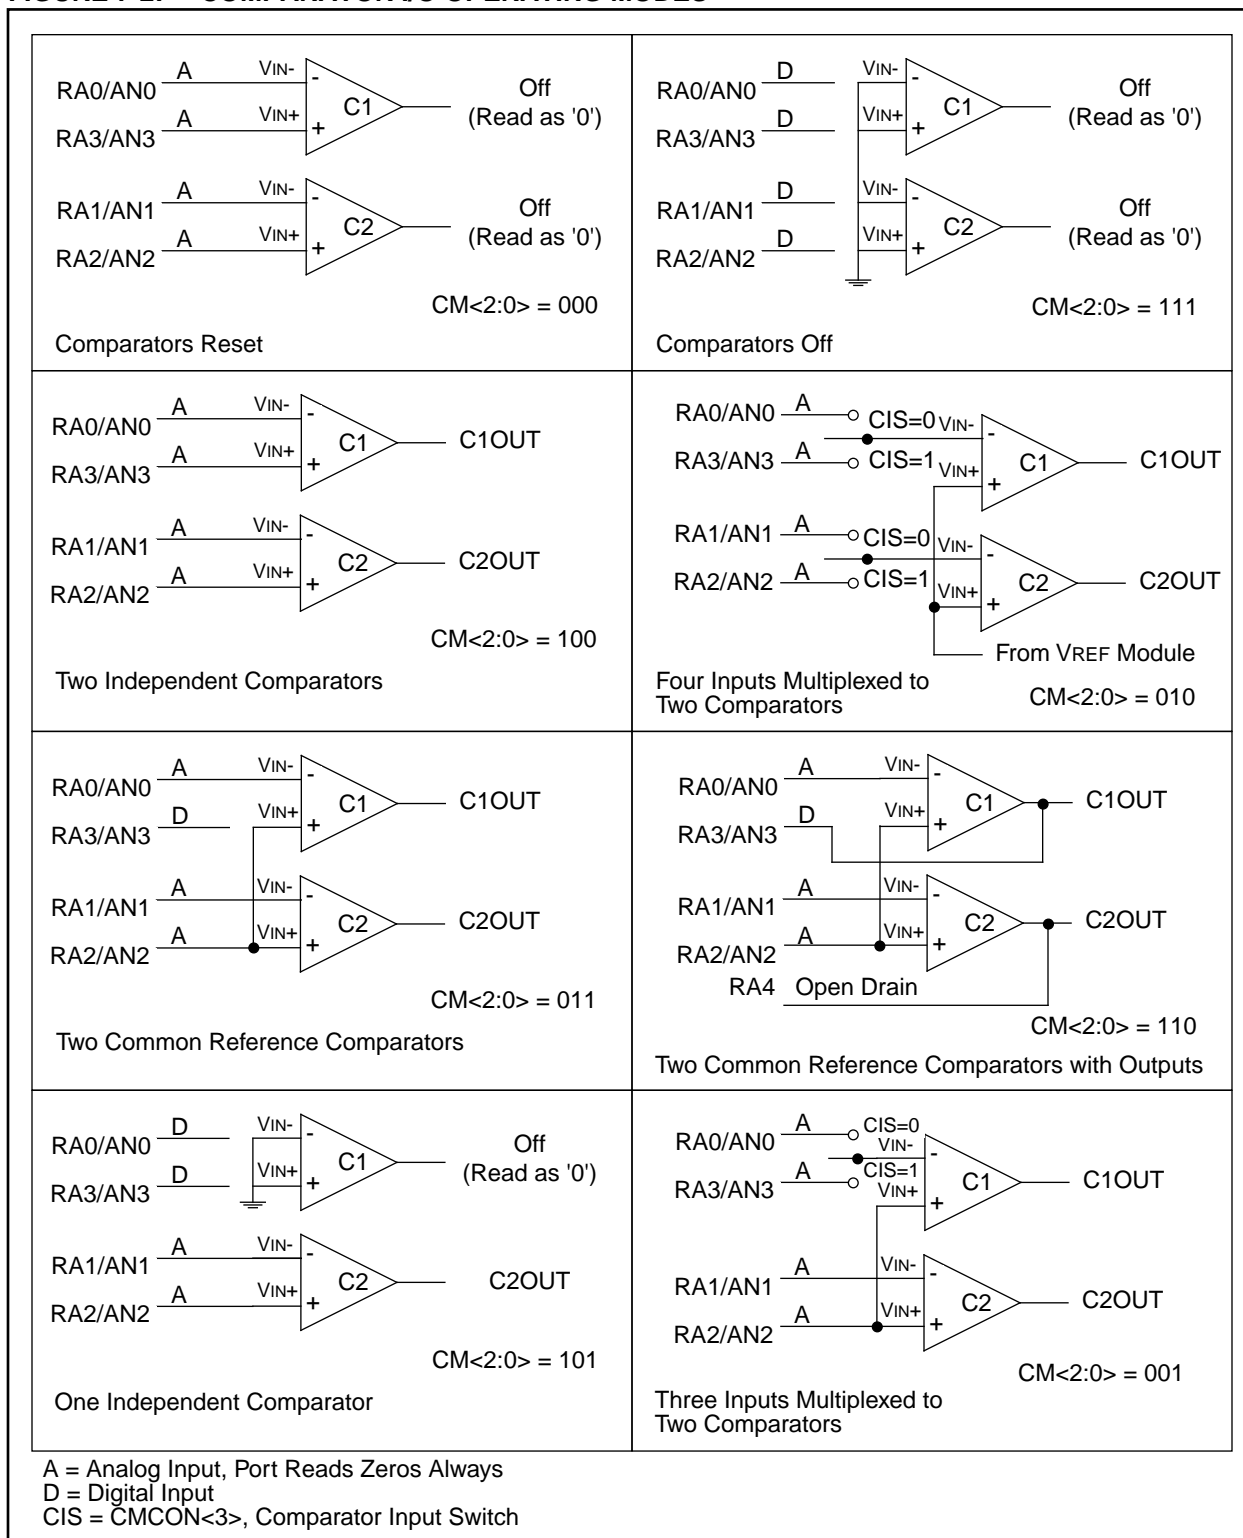 RA0/AN0 A VIN- - C1 Off
RA3/AN3 A VIN+ + (Read as '0')
RA1/AN1 A VIN- - C2 Off
RA2/AN2 A VIN+ + (Read as '0')
CM<2:0> = 000
Comparators Reset
RA0/AN0 D VIN- - C1 Off
RA3/AN3 D VIN+ + (Read as '0')
RA1/AN1 D VIN- - C2 Off
RA2/AN2 D VIN+ + (Read as '0')
CM<2:0> = 111
Comparators Off
RA0/AN0 A VIN- - C1 C1OUT
RA3/AN3 A VIN+ +
RA1/AN1 A VIN- - C2 C2OUT
RA2/AN2 A VIN+ +
CM<2:0> = 100
Two Independent Comparators
RA0/AN0 A CIS=0 VIN- - C1 C1OUT
RA3/AN3 A CIS=1 VIN+ +
RA1/AN1 A CIS=0 VIN- - C2 C2OUT
RA2/AN2 A CIS=1 VIN+ +
From VREF Module
Four Inputs Multiplexed to
Two Comparators
CM<2:0> = 010
RA0/AN0 A VIN- - C1 C1OUT
RA3/AN3 D VIN+ +
RA1/AN1 A VIN- - C2 C2OUT
RA2/AN2 A VIN+ +
CM<2:0> = 011
Two Common Reference Comparators
RA0/AN0 A VIN- - C1 C1OUT
RA3/AN3 D VIN+ +
RA1/AN1 A VIN- - C2 C2OUT
RA2/AN2 A VIN+ +
RA4 Open Drain
CM<2:0> = 110
Two Common Reference Comparators with Outputs
RA0/AN0 D VIN- - C1 Off
RA3/AN3 D VIN+ + (Read as '0')
RA1/AN1 A VIN- - C2 C2OUT
RA2/AN2 A VIN+ +
CM<2:0> = 101
One Independent Comparator
RA0/AN0 A CIS=0 VIN- - C1 C1OUT
RA3/AN3 A CIS=1 VIN+ +
RA1/AN1 A VIN- - C2 C2OUT
RA2/AN2 A VIN+ +
CM<2:0> = 001
Three Inputs Multiplexed to
Two Comparators
A = Analog Input, Port Reads Zeros Always
D = Digital Input
CIS = CMCON<3>, Comparator Input Switch